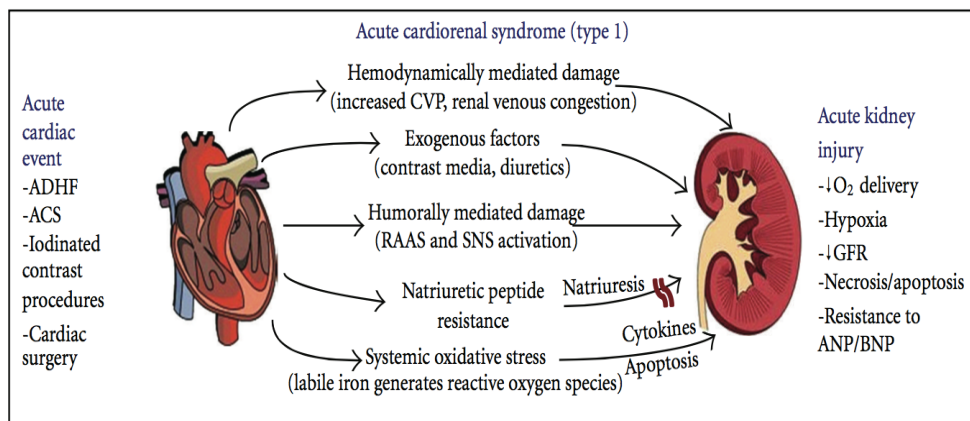 Acute cardiorenal syndrome (type 1)
Acute
cardiac
event
-ADHF
-ACS
-Iodinated
contrast
procedures
-Cardiac
surgery
Hemodynamically mediated damage
(increased CVP, renal venous congestion)
Exogenous factors
(contrast media, diuretics)
Humorally mediated damage
(RAAS and SNS activation)
Natriuretic peptide
resistance
Natriuresis
Systemic oxidative stress
(labile iron generates reactive oxygen species)
Cytokines
Apoptosis
Acute kidney
injury
-↓O₂ delivery
-Hypoxia
-↓GFR
-Necrosis/apoptosis
-Resistance to
ANP/BNP